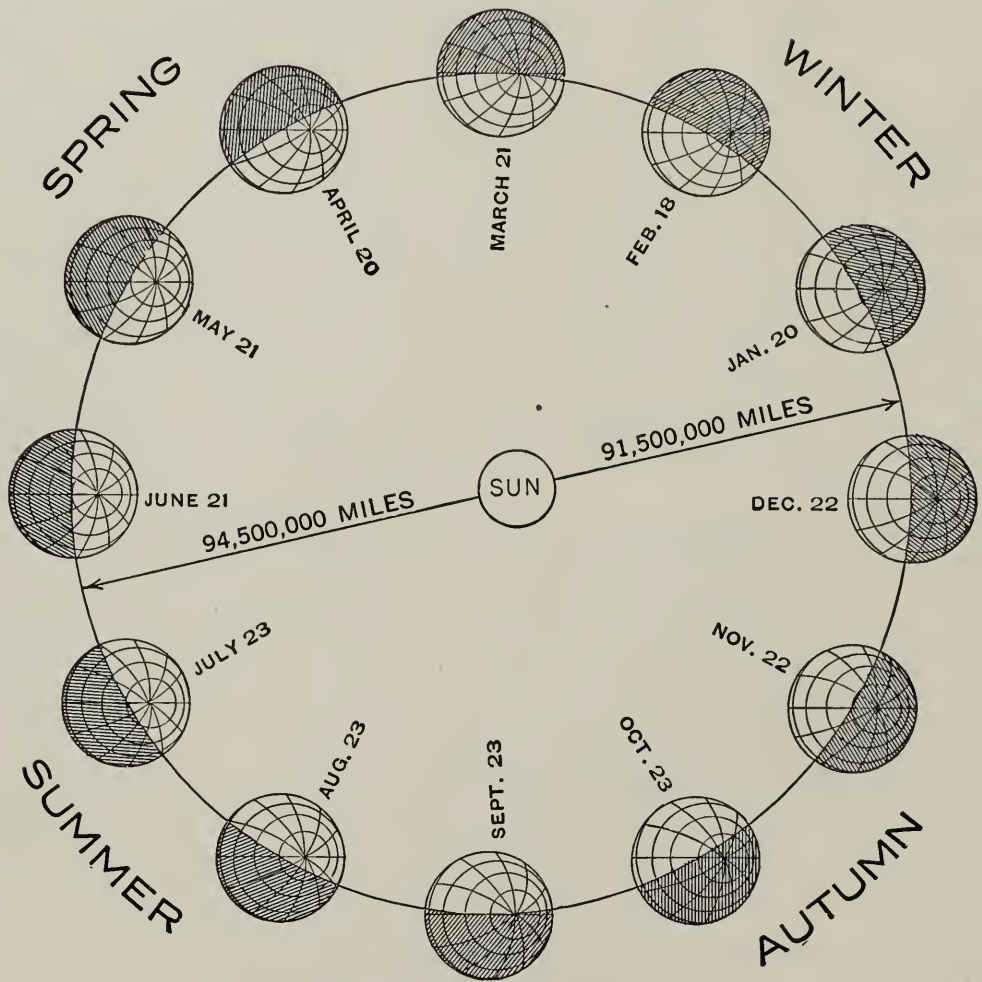 SPRING
WINTER
MARCH 21
APRIL 20
FEB. 18
MAY 21
JAN. 20
91,500,000 MILES
SUN
JUNE 21
DEC. 22
94,500,000 MILES
JULY 23
NOV. 22
AUG. 23
SEPT. 23
OCT. 23
SUMMER
AUTUMN